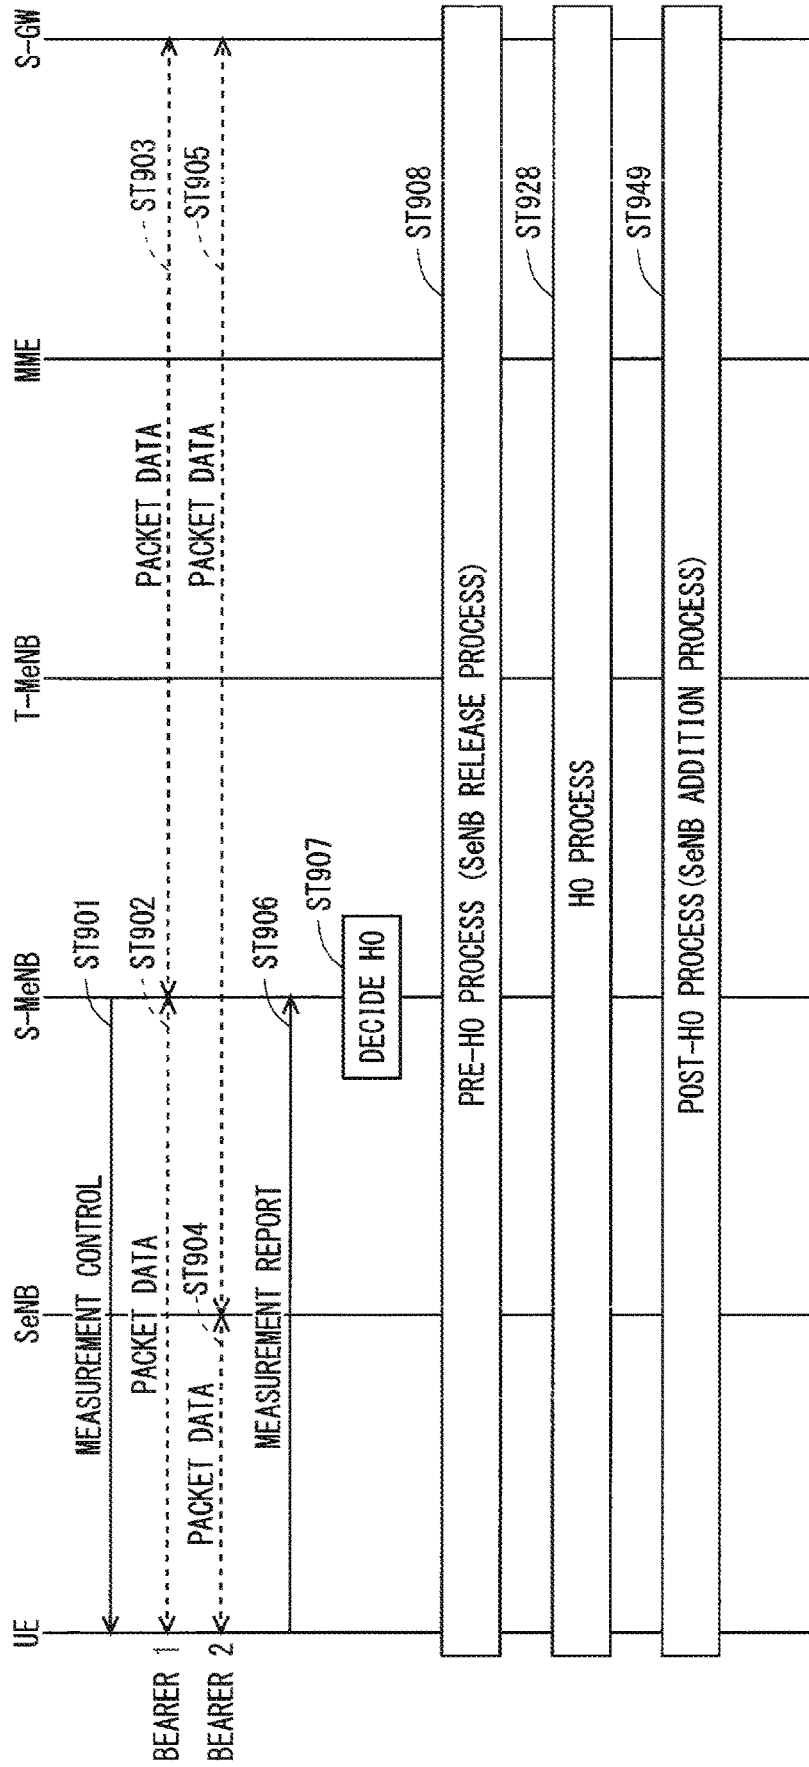 UE
SeNB
S-MeNB
T-MeNB
MME
S-GW
MEASUREMENT CONTROL
ST901
BEARER 1
PACKET DATA
ST902
PACKET DATA
ST903
BEARER 2
PACKET DATA
ST904
PACKET DATA
ST905
MEASUREMENT REPORT
ST906
DECIDE HO
ST907
PRE-HO PROCESS (SeNB RELEASE PROCESS)
ST908
HO PROCESS
ST928
POST-HO PROCESS(SeNB ADDITION PROCESS)
ST949